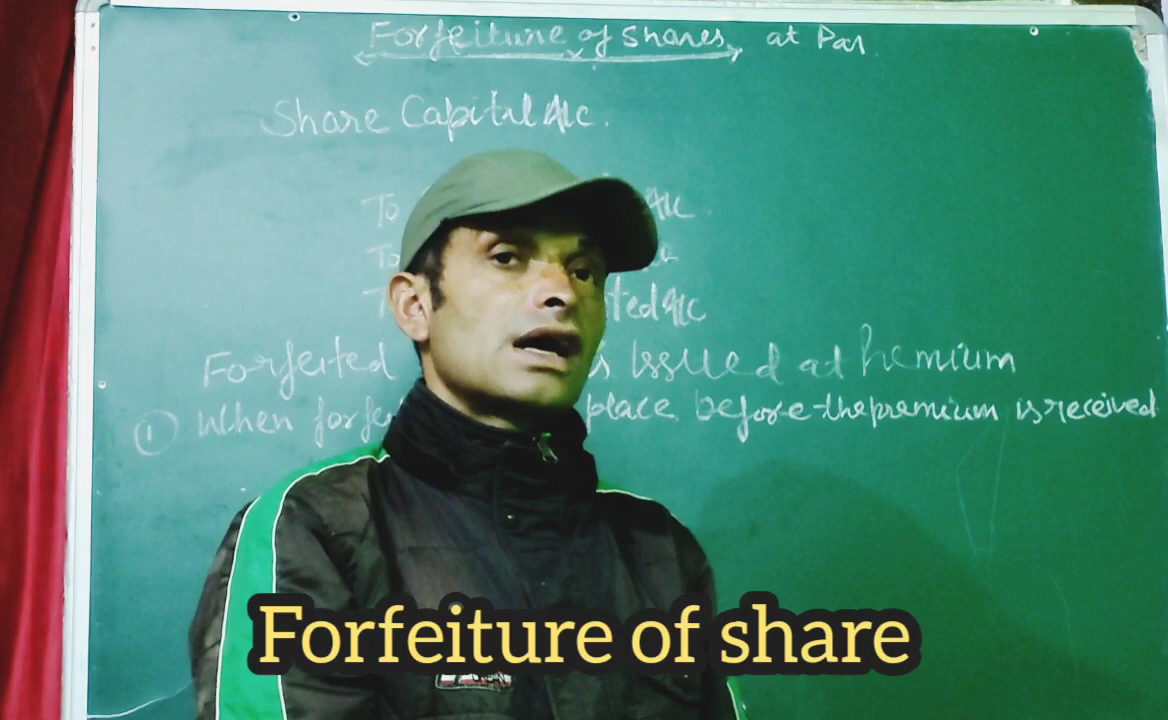 Forfeiture of Shares at Par
Share Capital A/c.
To A/c
To
ted A/c
Forfeited Issued at Premium
① When place before the premium is received
Forfeiture of share